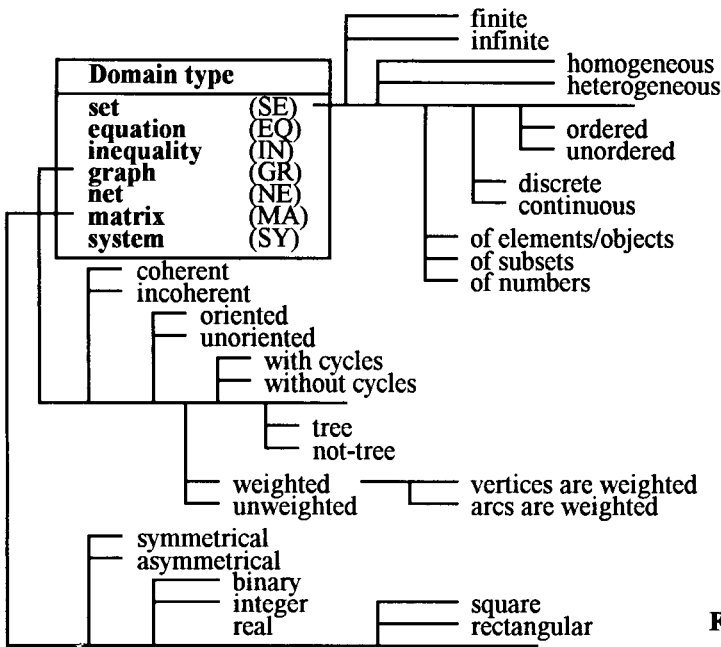 finite
infinite
homogeneous
heterogeneous
Domain type
set (SE)
equation (EQ)
inequality (IN)
graph (GR)
net (NE)
matrix (MA)
system (SY)
ordered
unordered
discrete
continuous
of elements/objects
of subsets
of numbers
coherent
incoherent
oriented
unoriented
with cycles
without cycles
tree
not-tree
weighted
unweighted
vertices are weighted
arcs are weighted
symmetrical
asymmetrical
binary
integer
real
square
rectangular